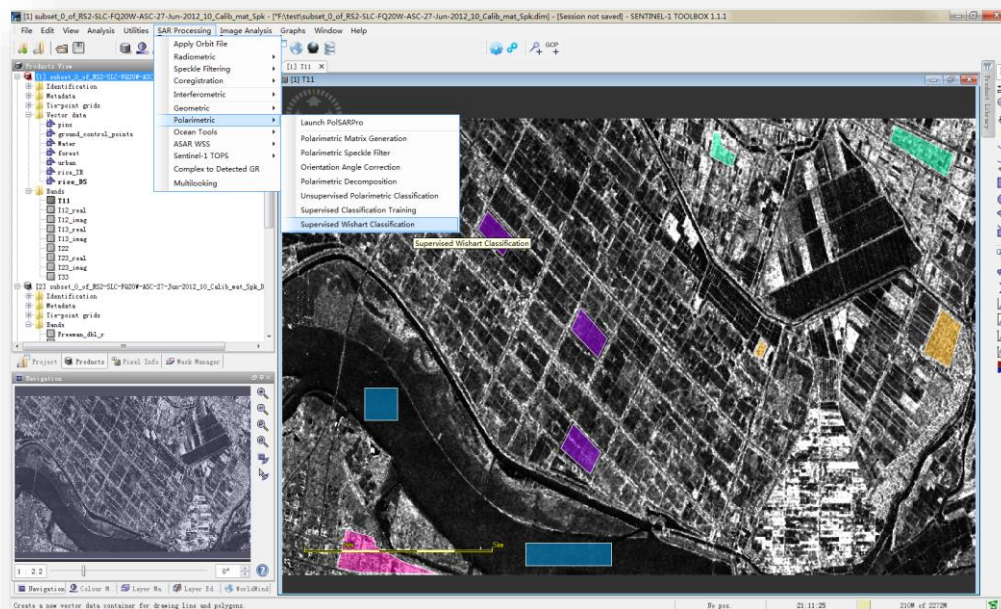 [1] subset_0_of_RS2-SLC-FQ20W-ASC-27-Jun-2012_10_Calib_mat_Spk - [*F:\test\subset_0_of_RS2-SLC-FQ20W-ASC-27-Jun-2012_10_Calib_mat_Spk.dim] - [Session not saved] - SENTINEL-1 TOOLBOX 1.1.1
File Edit View Analysis Utilities SAR Processing Image Analysis Graphs Window Help
GCP
Products View
[1] T11
[1] subset_0_of_RS2-SLC-FQ20W-ASC
Identification
Metadata
Tie-point grids
Vector data
pins
ground_control_points
Water
forest
urban
rice_TR
rice_DS
Bands
T11
T12_real
T12_imag
T13_real
T13_imag
T22
T23_real
T23_imag
T33
[2] subset_0_of_RS2-SLC-FQ20W-ASC-27-Jun-2012_10_Calib_mat_Spk_D
Identification
Metadata
Tie-point grids
Bands
Freeman_dbl_r
Apply Orbit File
Radiometric
Speckle Filtering
Coregistration
Interferometric
Geometric
Polarimetric
Ocean Tools
ASAR WSS
Sentinel-1 TOPS
Complex to Detected GR
Multilooking
[1] T11
Launch PolSARPro
Polarimetric Matrix Generation
Polarimetric Speckle Filter
Orientation Angle Correction
Polarimetric Decomposition
Unsupervised Polarimetric Classification
Supervised Classification Training
Supervised Wishart Classification
Supervised Wishart Classification
Product Library
Project Products Pixel Info Mask Manager
Navigation
5km
1 : 2.2
0°
Navigation Colour M. Layer Ma. Layer Ed. WorldWind
Create a new vector data container for drawing line and polygons.
No pos.
21:11:25
210M of 2272M